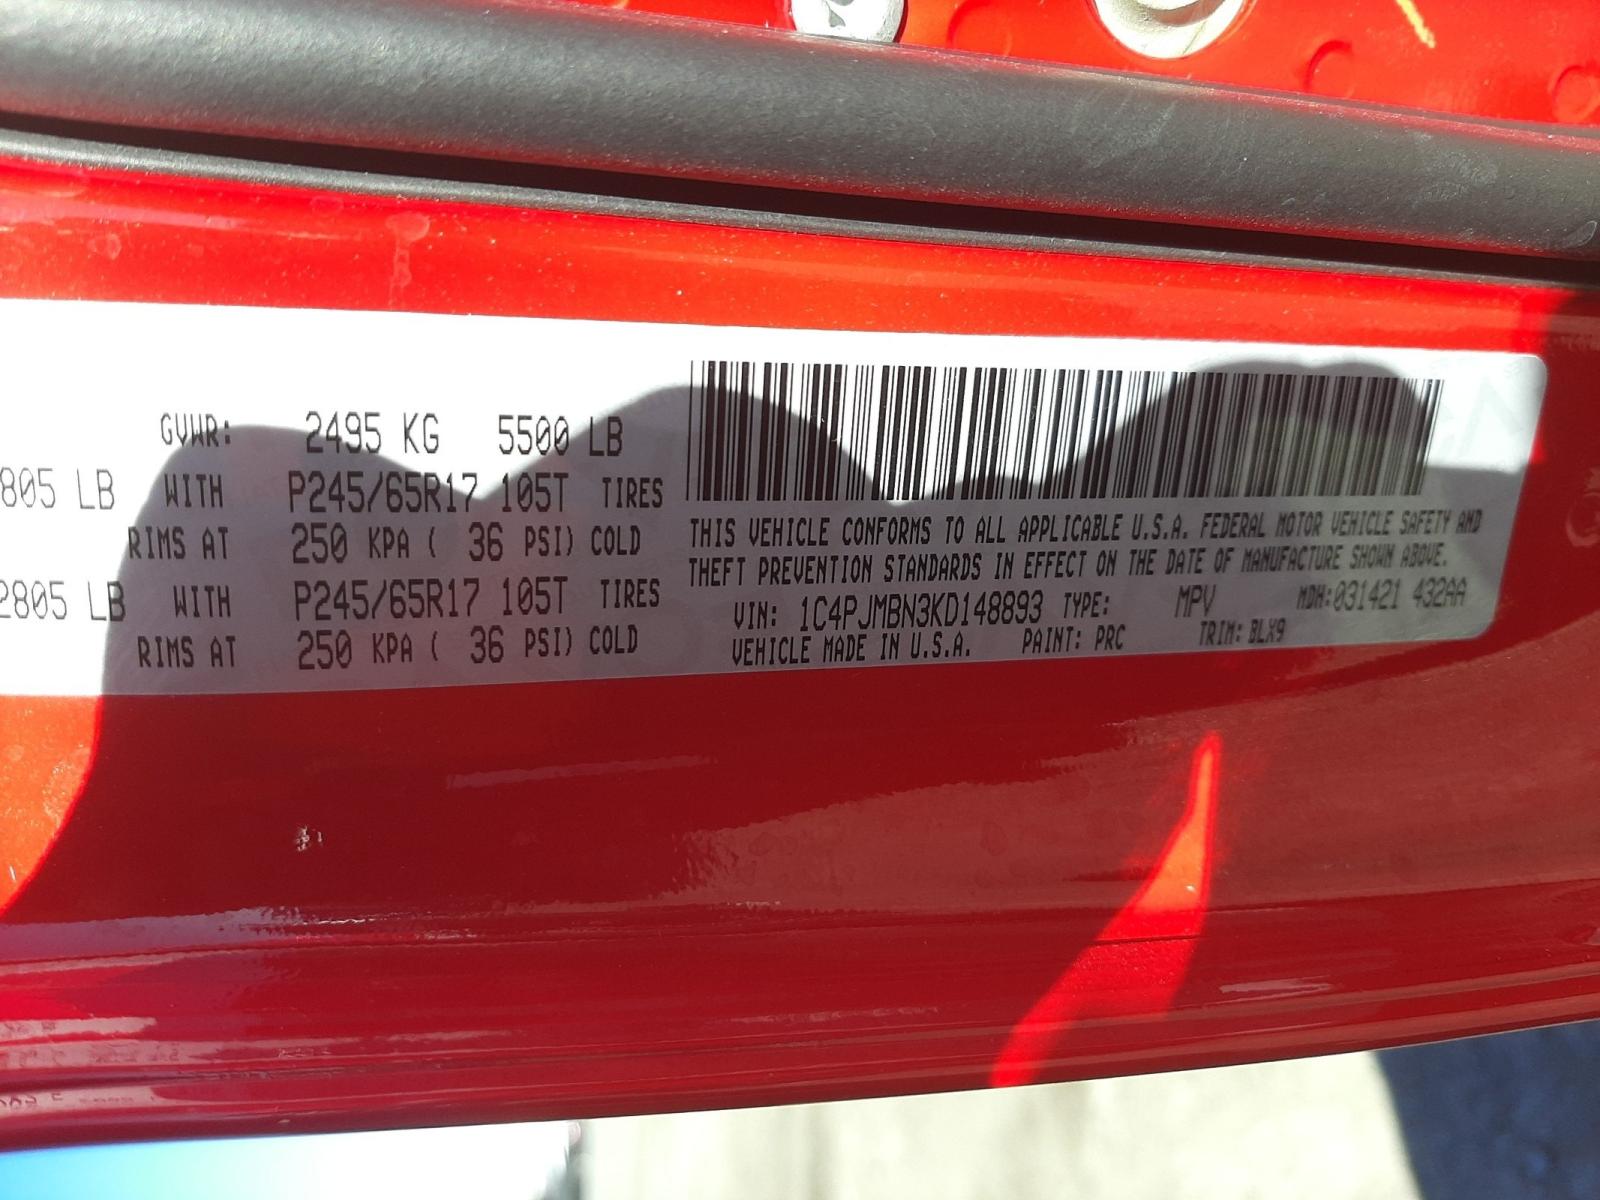 GVWR: 2495 KG 5500 LB
805 LB WITH P245/65R17 105T TIRES
RIMS AT 250 KPA ( 36 PSI) COLD
2805 LB WITH P245/65R17 105T TIRES
RIMS AT 250 KPA ( 36 PSI) COLD
THIS VEHICLE CONFORMS TO ALL APPLICABLE U.S.A. FEDERAL MOTOR VEHICLE SAFETY AND
THEFT PREVENTION STANDARDS IN EFFECT ON THE DATE OF MANUFACTURE SHOWN ABOVE.
VIN: 1C4PJMBN3KD148893 TYPE: MPV MDH:031421 432AA
VEHICLE MADE IN U.S.A. PAINT: PRC TRIM: BLX9